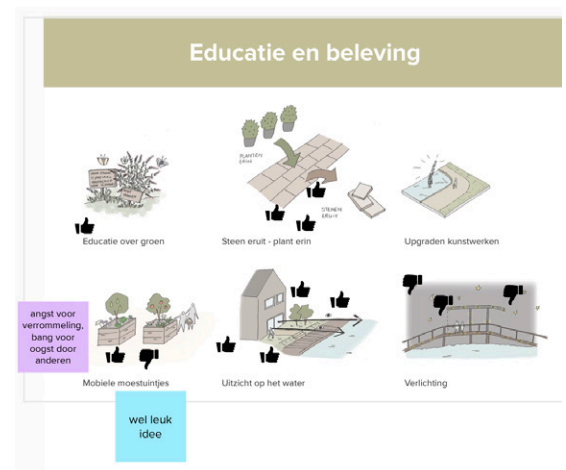 Educatie en beleving
PLANTEN
ERIN
STENEN
ERUIT
Educatie over groen
Steen eruit - plant erin
Upgraden kunstwerken
angst voor
verrommeling,
bang voor
oogst door
anderen
Mobiele moestuintjes
Uitzicht op het water
Verlichting
wel leuk
idee